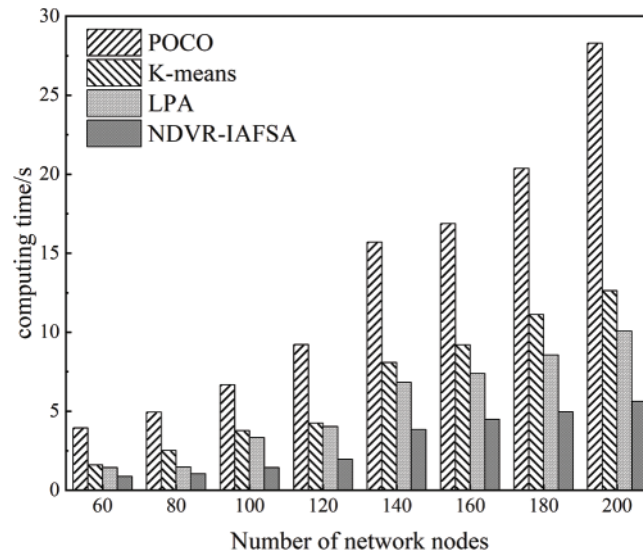 30
25
20
15
10
5
0
computing time/s
POCO
K-means
LPA
NDVR-IAFSA
60 80 100 120 140 160 180 200
Number of network nodes